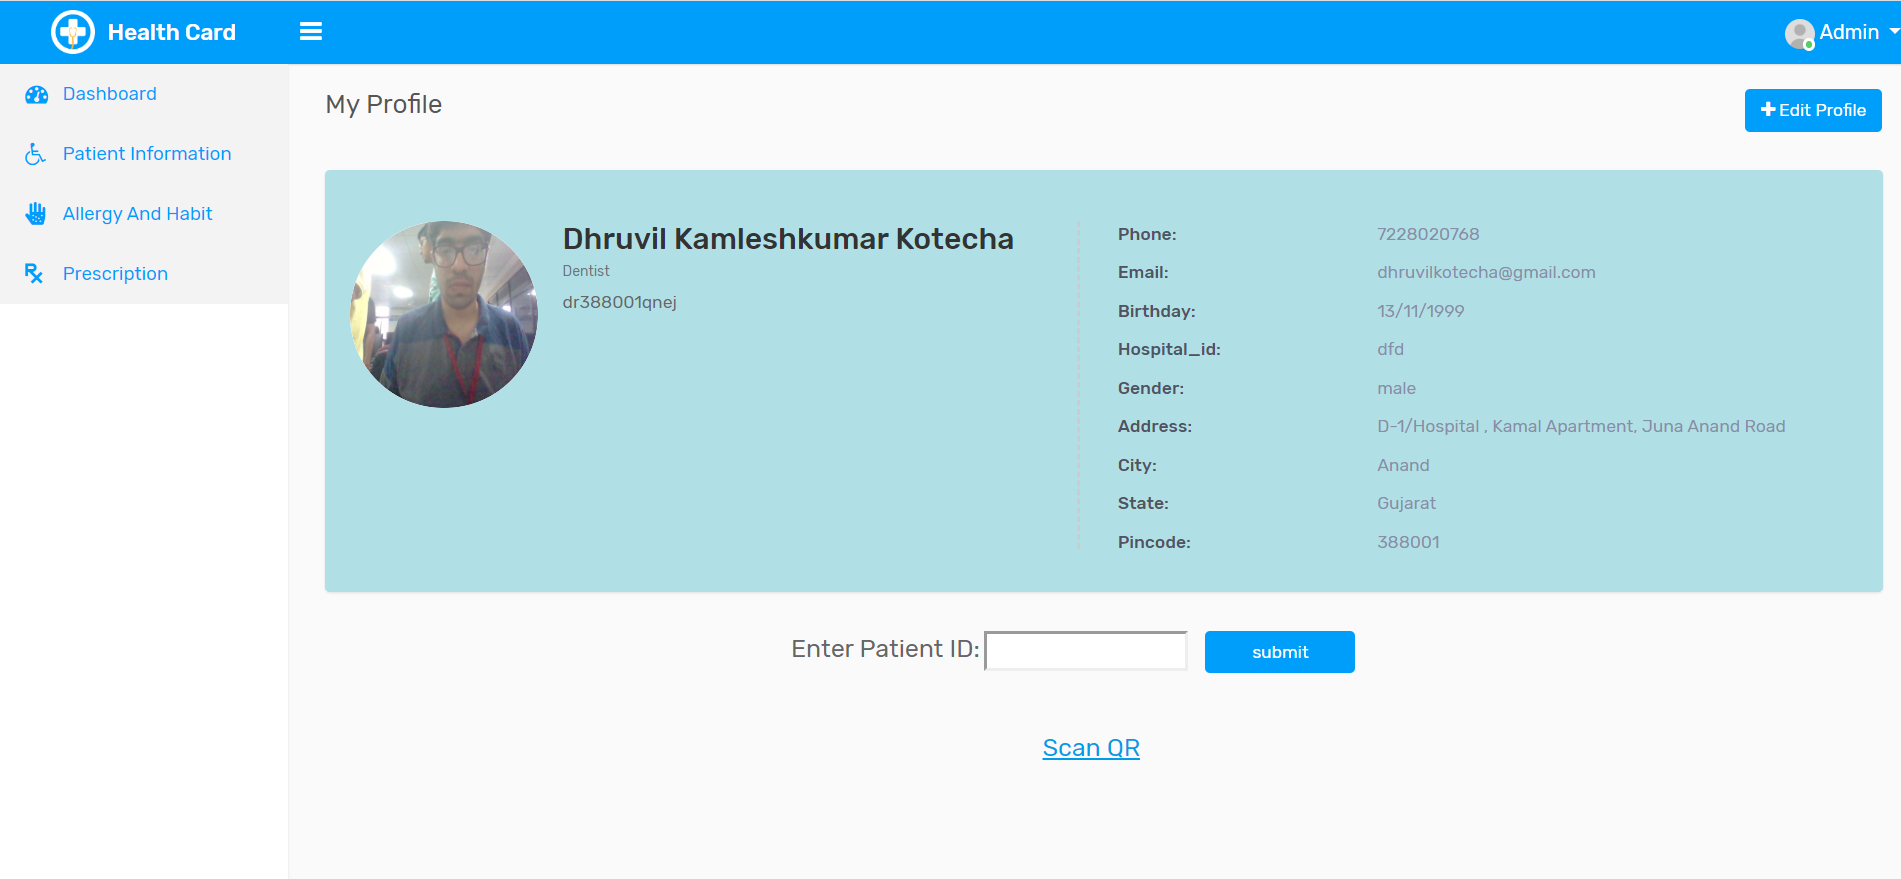 Health Card
Admin
Dashboard
Patient Information
Allergy And Habit
Prescription
My Profile
Edit Profile
Dhruvil Kamleshkumar Kotecha
Dentist
dr388001qnej
Phone: 7228020768
Email: dhruvilkotecha@gmail.com
Birthday: 13/11/1999
Hospital_id: dfd
Gender: male
Address: D-1/Hospital , Kamal Apartment, Juna Anand Road
City: Anand
State: Gujarat
Pincode: 388001
Enter Patient ID:
submit
Scan QR